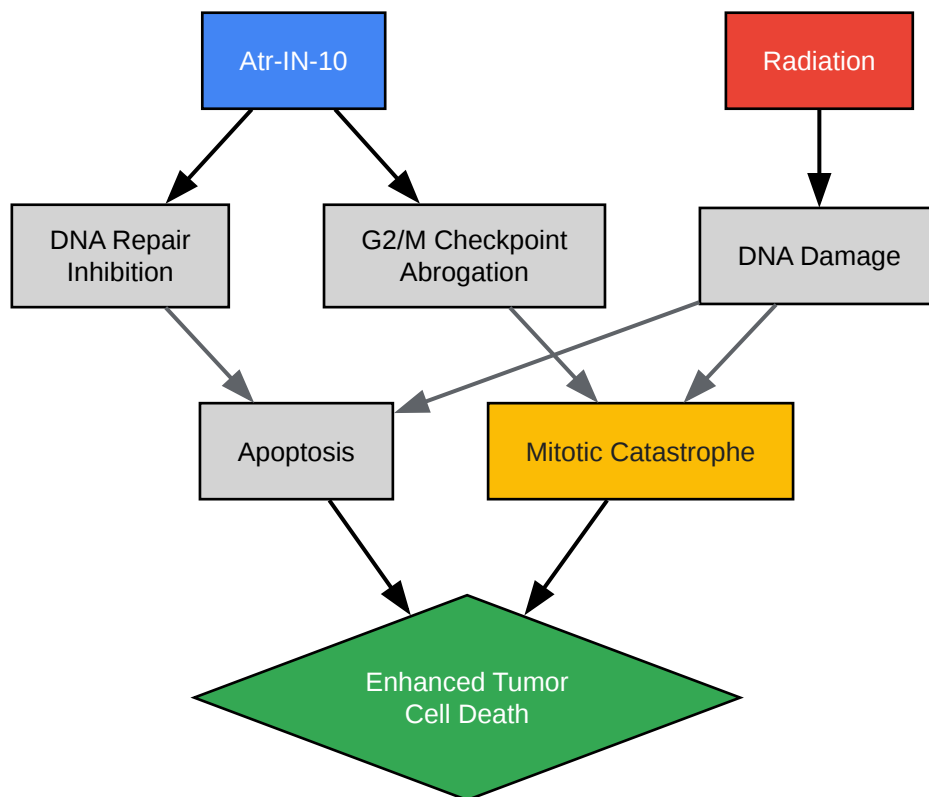 Atr-IN-10
Radiation
DNA Repair
Inhibition
G2/M Checkpoint
Abrogation
DNA Damage
Apoptosis
Mitotic Catastrophe
Enhanced Tumor
Cell Death